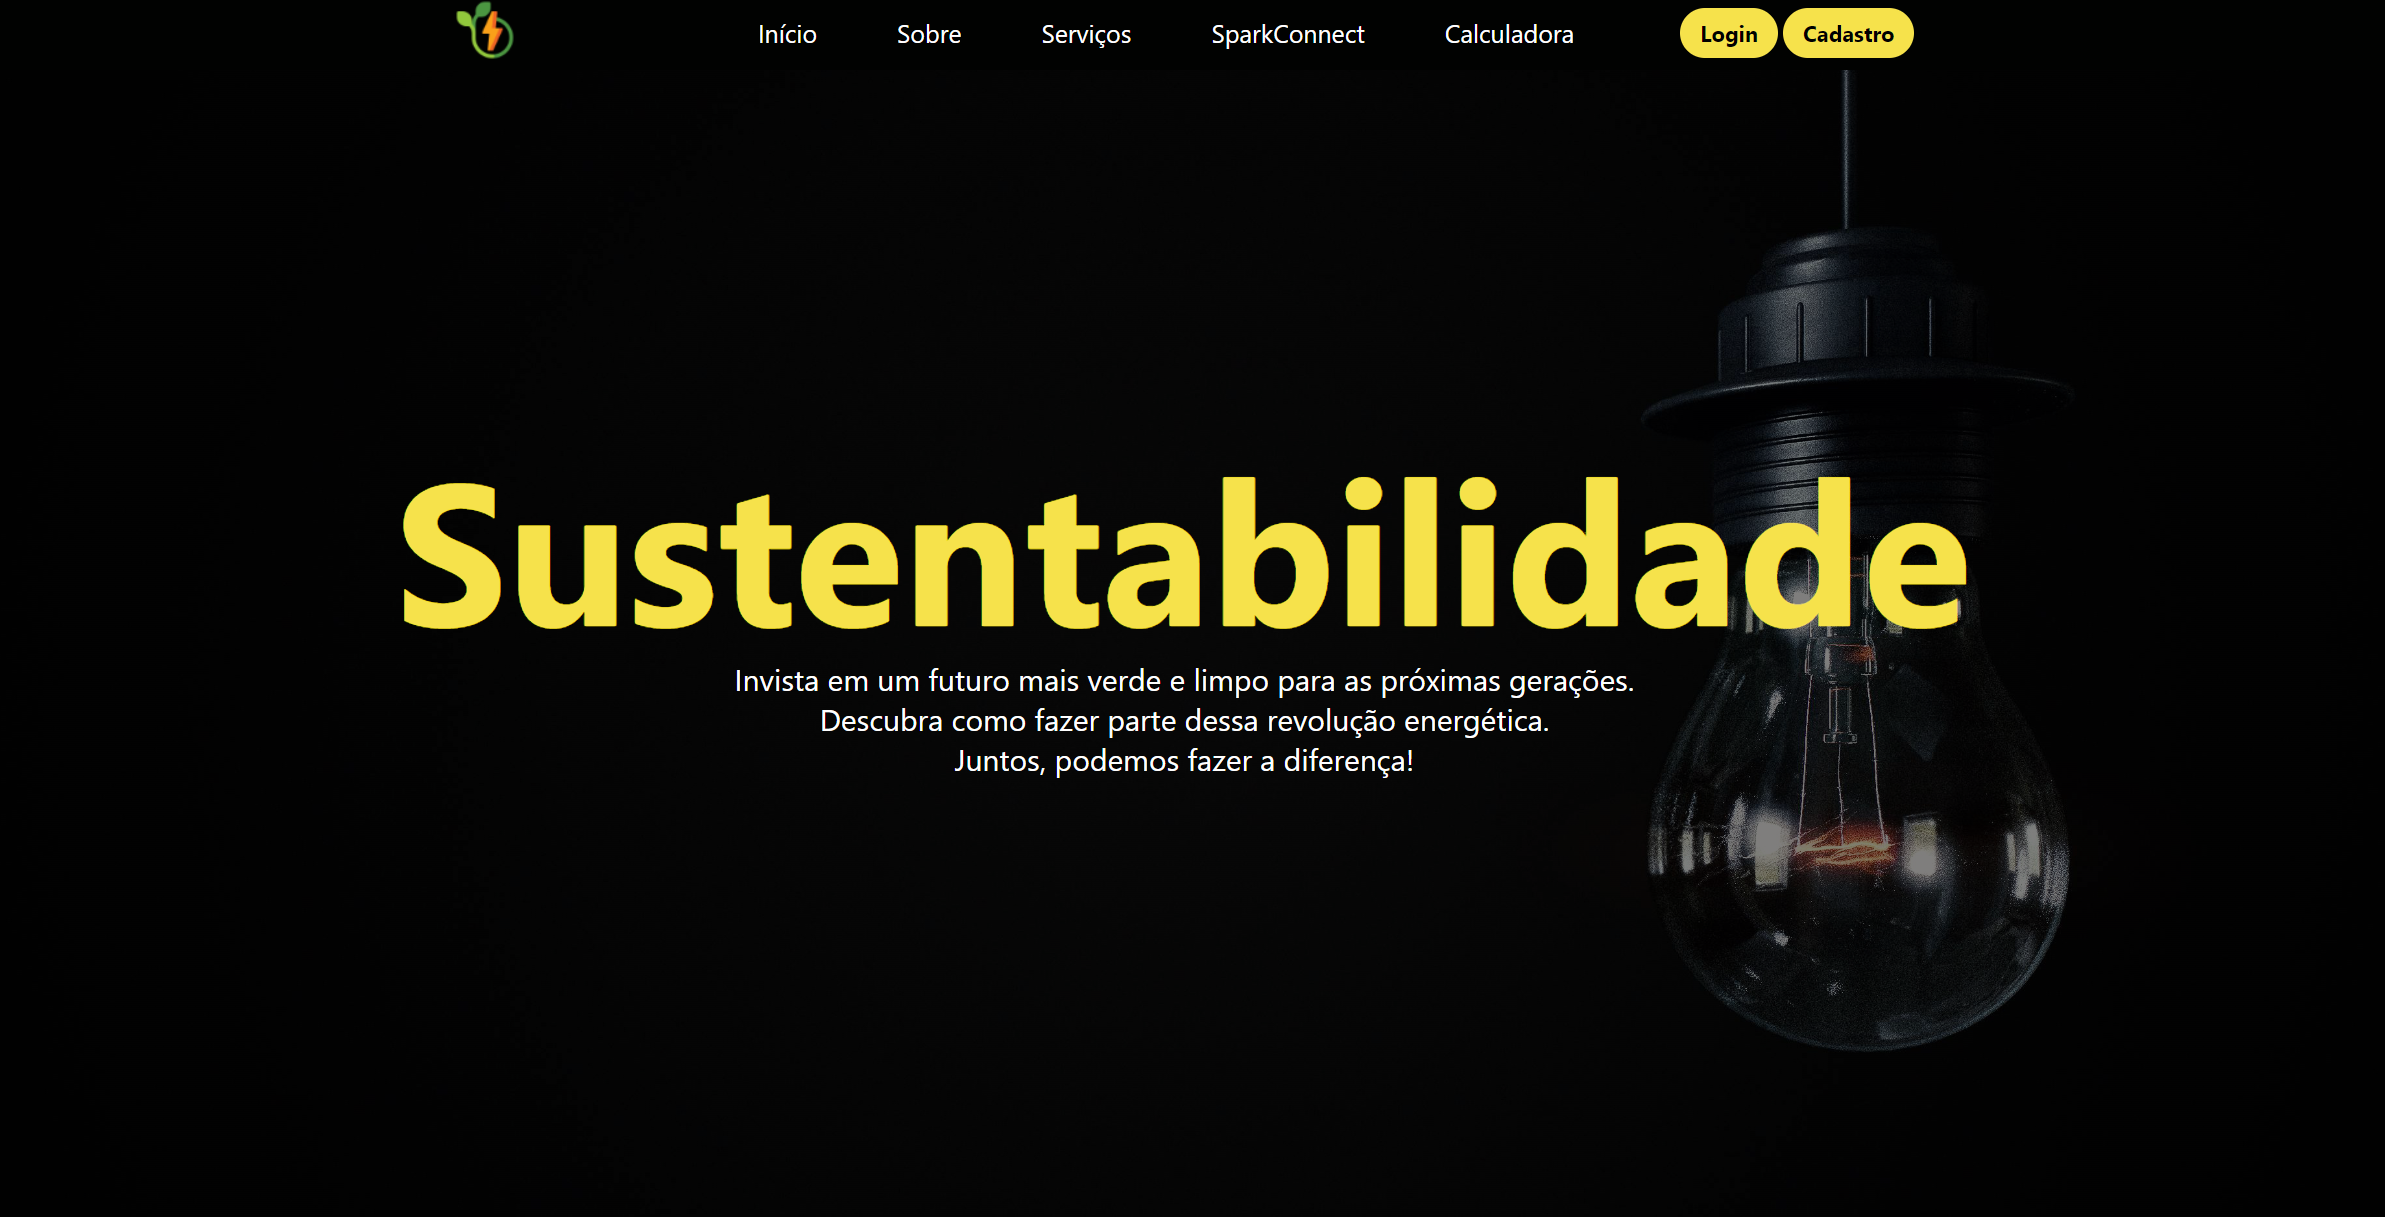 Início Sobre Serviços SparkConnect Calculadora Login Cadastro
Sustentabilidade
Invista em um futuro mais verde e limpo para as próximas gerações.
Descubra como fazer parte dessa revolução energética.
Juntos, podemos fazer a diferença!